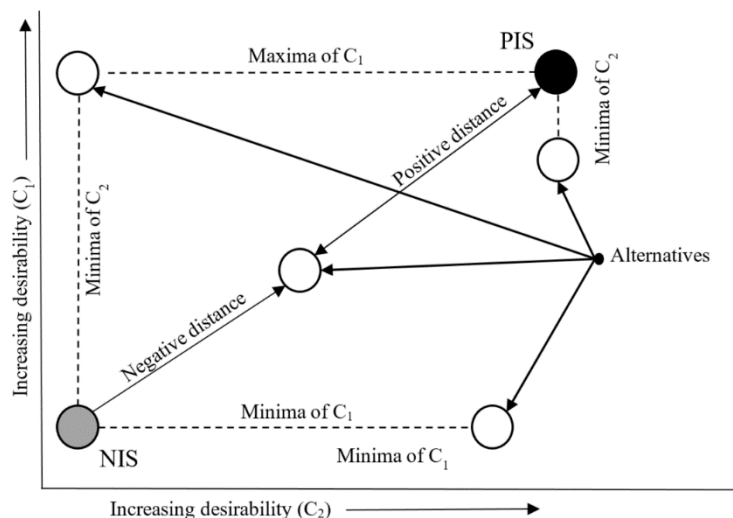 PIS
Maxima of C₁
Minima of C₂
Positive distance
Increasing desirability (C₁)
Minima of C₂
Alternatives
Negative distance
Minima of C₁
NIS
Minima of C₁
Increasing desirability (C₂)